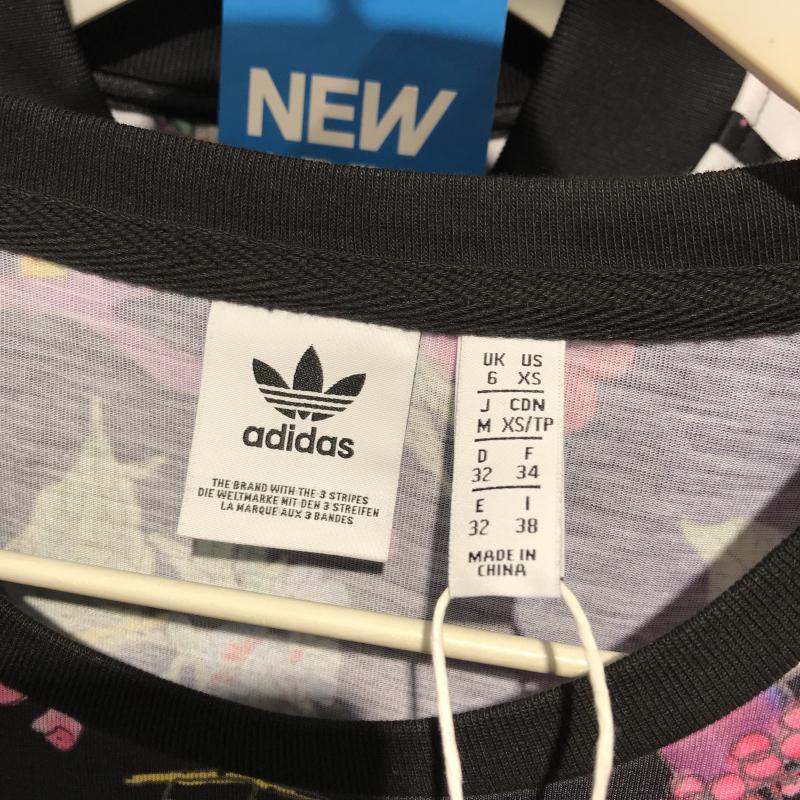 NEW
adidas
THE BRAND WITH THE 3 STRIPES
DIE WELTMARKE MIT DEN 3 STREIFEN
LA MARQUE AUX 3 BANDES
UK US
6 XS
J CDN
M XS/TP
D F
32 34
E I
32 38
MADE IN
CHINA